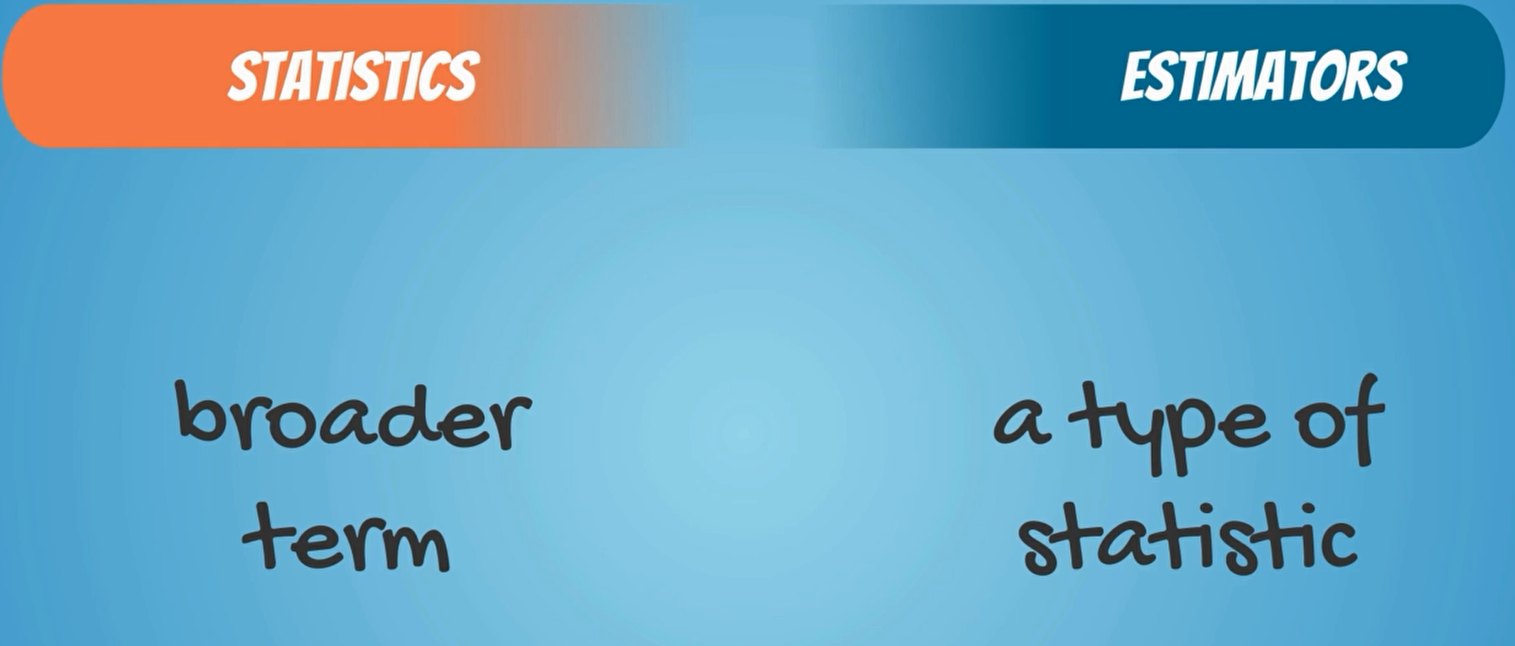 STATISTICS
ESTIMATORS
broader
term
a type of
statistic